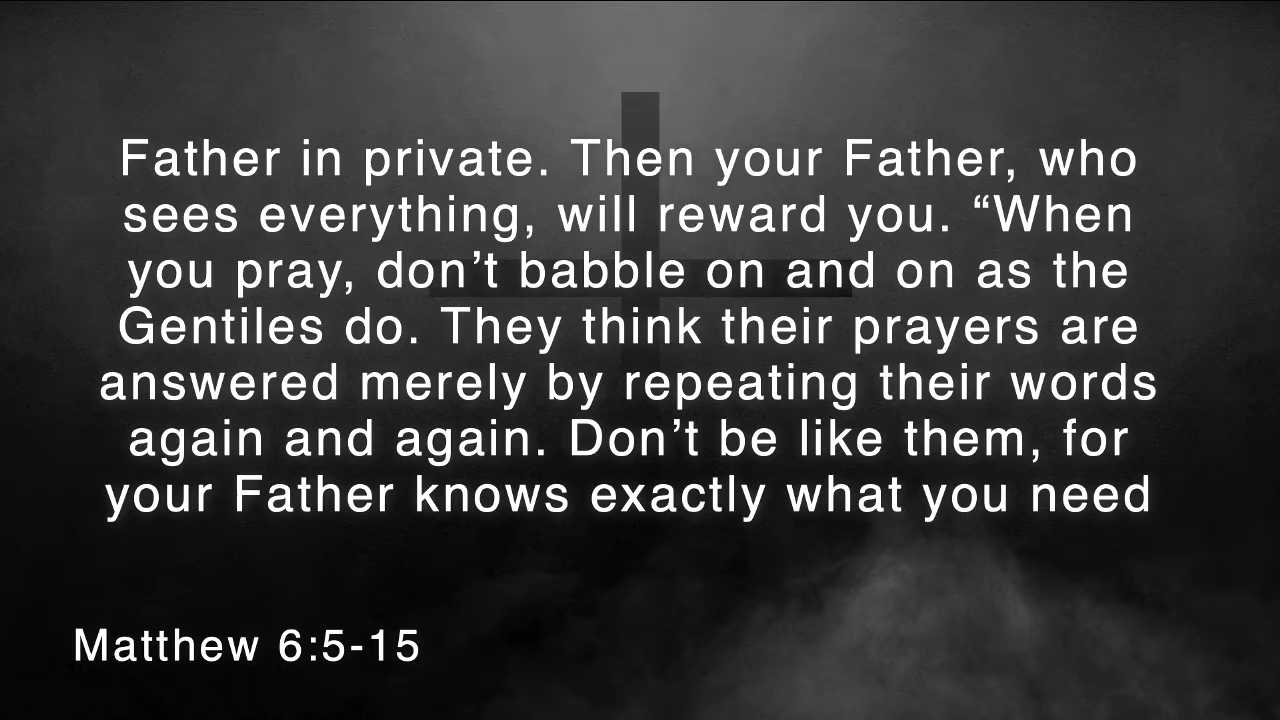 Father in private. Then your Father, who
sees everything, will reward you. “When
you pray, don’t babble on and on as the
Gentiles do. They think their prayers are
answered merely by repeating their words
again and again. Don’t be like them, for
your Father knows exactly what you need
Matthew 6:5-15